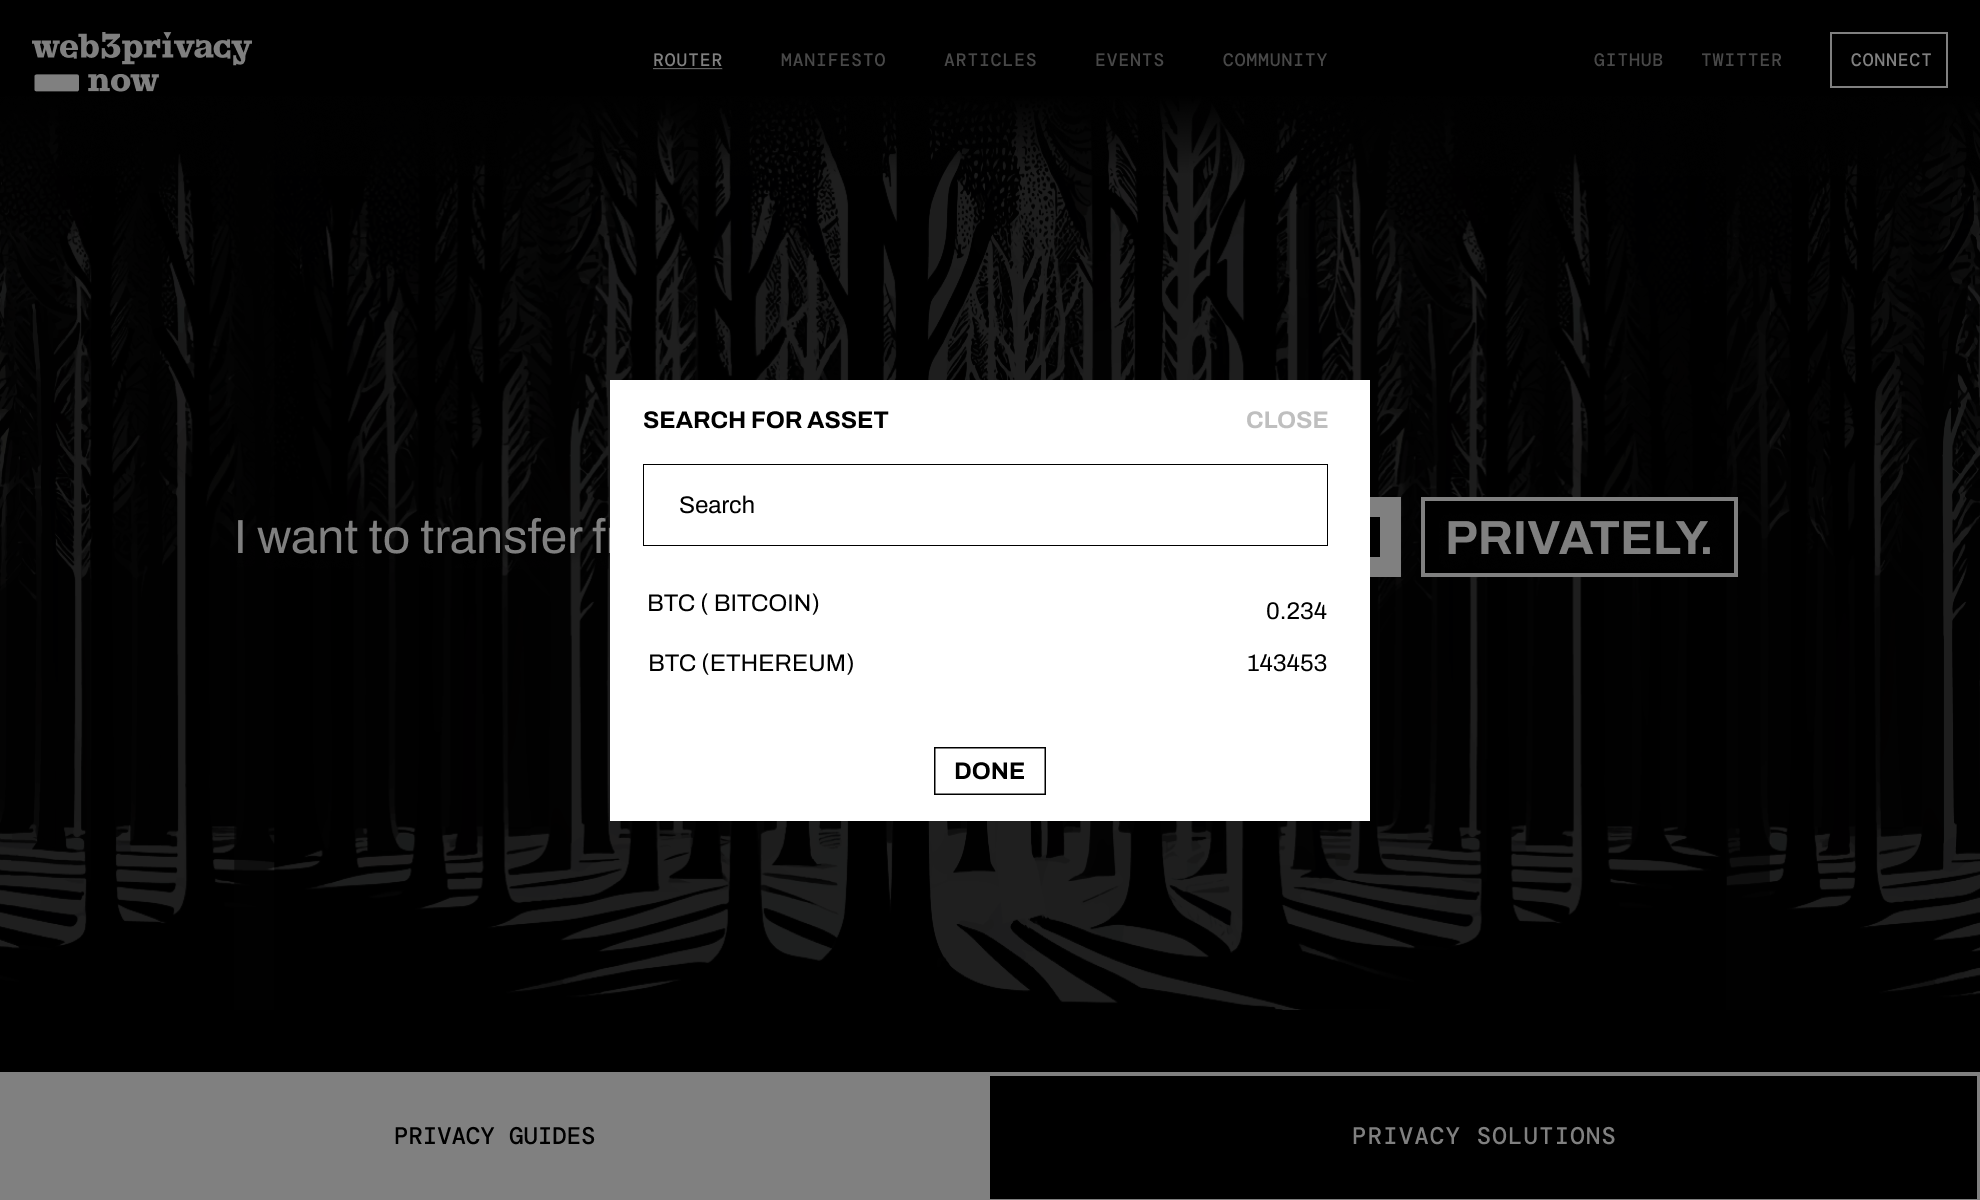 web3privacy
now
ROUTER MANIFESTO ARTICLES EVENTS COMMUNITY GITHUB TWITTER CONNECT
SEARCH FOR ASSET CLOSE
Search
I want to transfer PRIVATELY.
BTC ( BITCOIN) 0.234
BTC (ETHEREUM) 143453
DONE
PRIVACY GUIDES PRIVACY SOLUTIONS